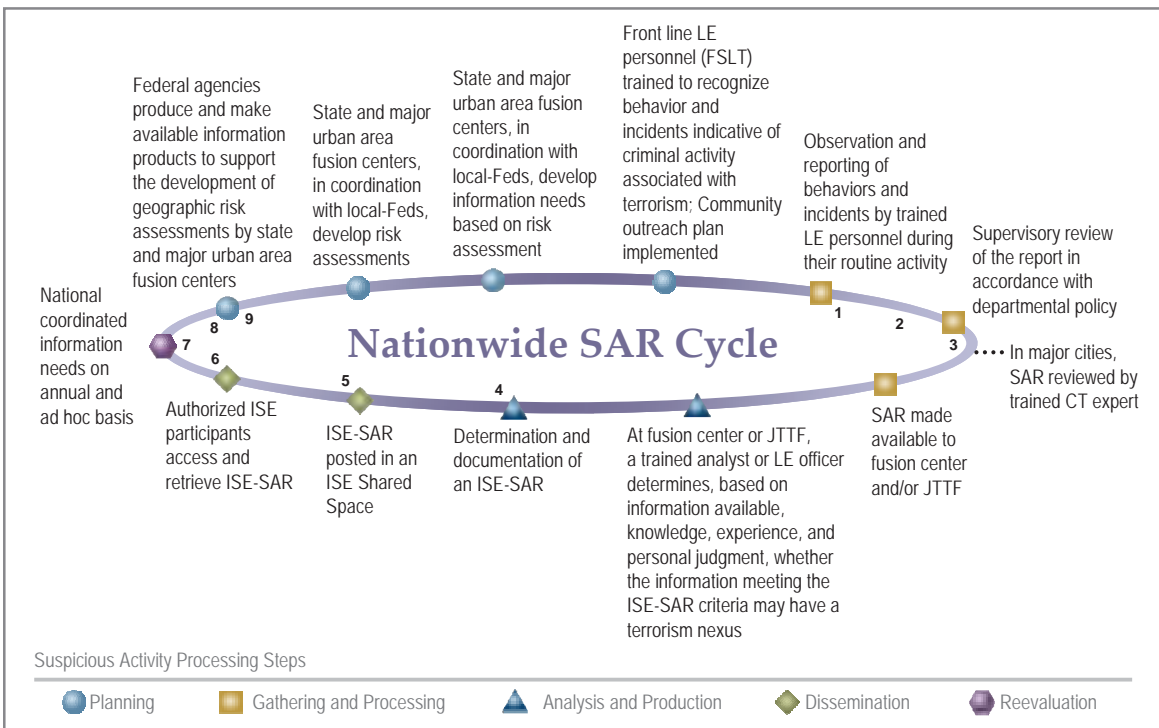 Federal agencies
produce and make
available information
products to support
the development of
geographic risk
assessments by state
and major urban area
fusion centers
State and major
urban area
fusion centers,
in coordination
with local-Feds,
develop risk
assessments
State and major
urban area fusion
centers, in
coordination with
local-Feds, develop
information needs
based on risk
assessment
Front line LE
personnel (FSLT)
trained to recognize
behavior and
incidents indicative of
criminal activity
associated with
terrorism; Community
outreach plan
implemented
Observation and
reporting of
behaviors and
incidents by trained
LE personnel during
their routine activity
Supervisory review
of the report in
accordance with
departmental policy
National
coordinated
information
needs on
annual and
ad hoc basis
8
9
1
2
3
7
6
5
4
Nationwide SAR Cycle
In major cities,
SAR reviewed by
trained CT expert
Authorized ISE
participants
access and
retrieve ISE-SAR
ISE-SAR
posted in an
ISE Shared
Space
Determination and
documentation of
an ISE-SAR
At fusion center or JTTF,
a trained analyst or LE officer
determines, based on
information available,
knowledge, experience, and
personal judgment, whether
the information meeting the
ISE-SAR criteria may have a
terrorism nexus
SAR made
available to
fusion center
and/or JTTF
Suspicious Activity Processing Steps
Planning
Gathering and Processing
Analysis and Production
Dissemination
Reevaluation